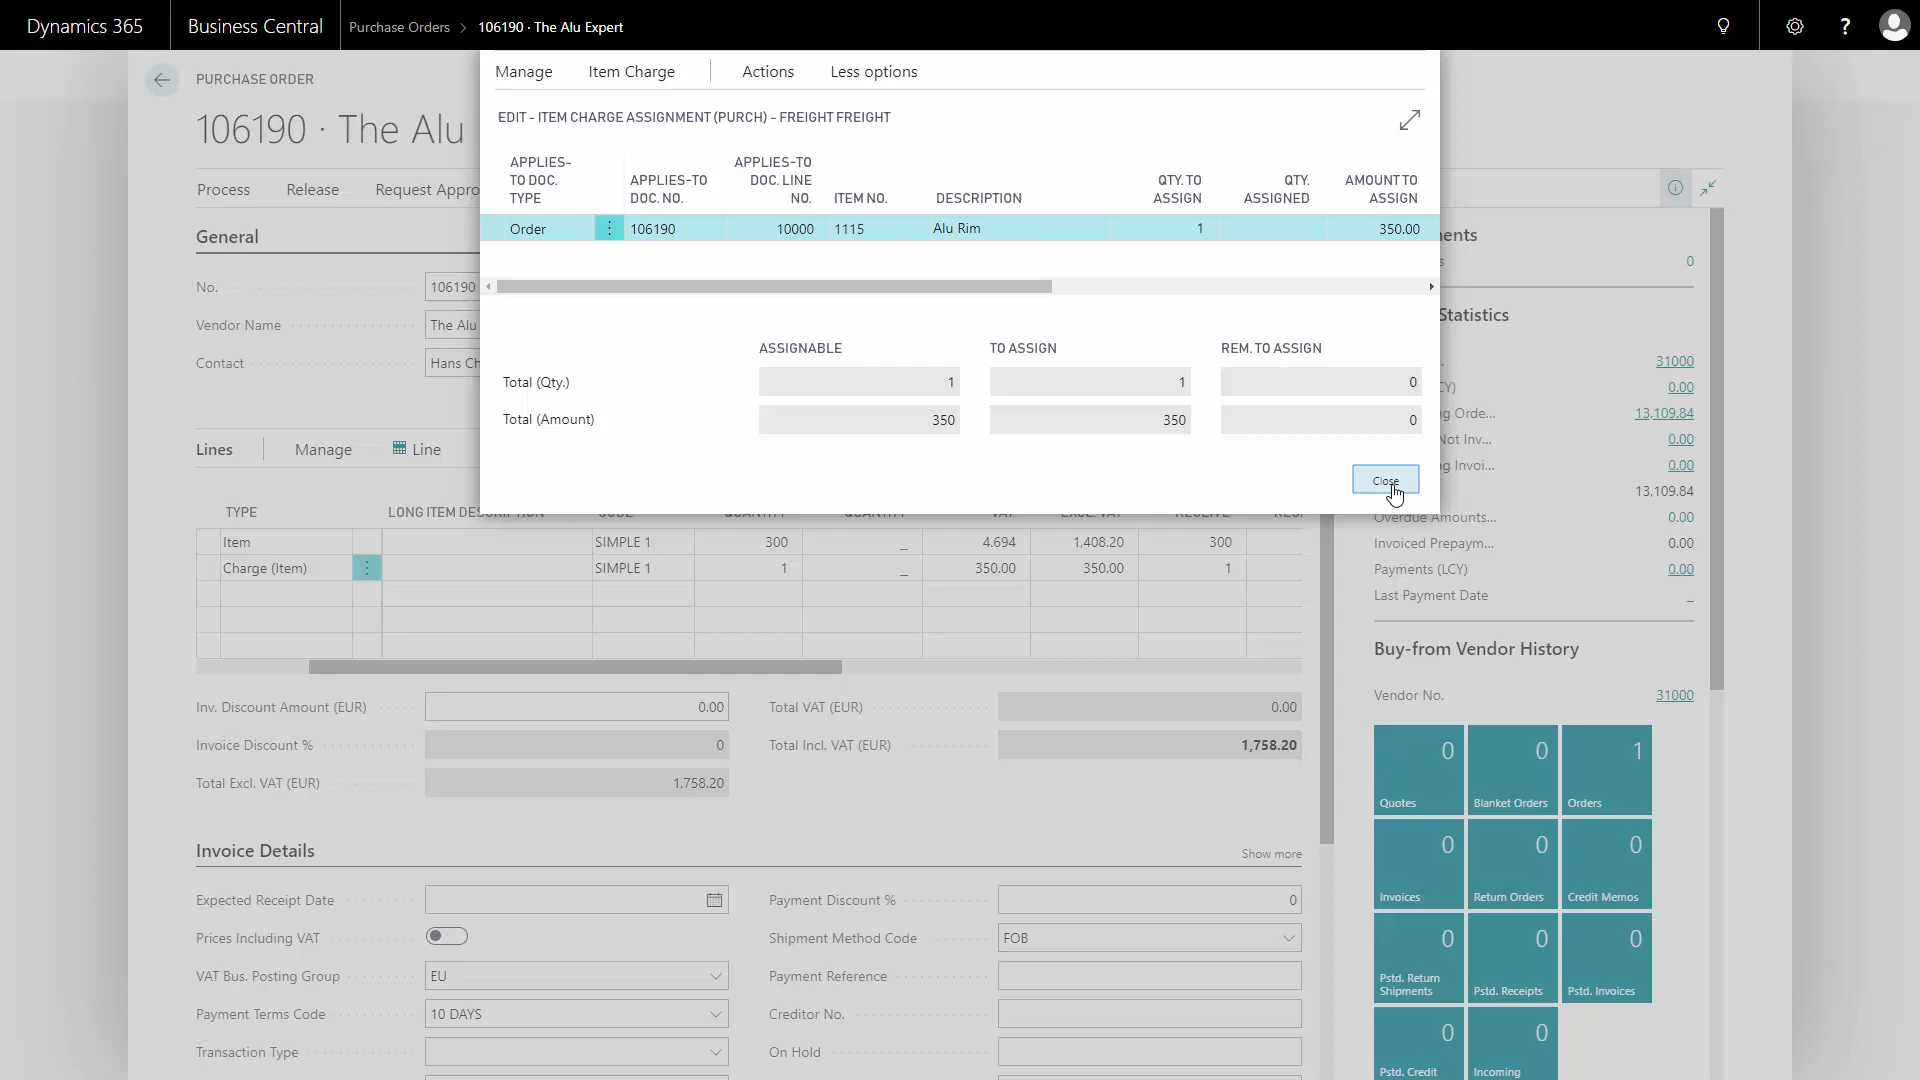 Dynamics 365
Business Central
Purchase Orders > 106190 · The Alu Expert
?
PURCHASE ORDER
106190 · The Alu
Process
Release
Request Appro
Manage
Item Charge
Actions
Less options
EDIT - ITEM CHARGE ASSIGNMENT (PURCH) - FREIGHT FREIGHT
APPLIES-
TO DOC.
TYPE
APPLIES-TO
DOC. NO.
APPLIES-TO
DOC. LINE
NO.
ITEM NO.
DESCRIPTION
QTY. TO
ASSIGN
QTY.
ASSIGNED
AMOUNT TO
ASSIGN
Order 106190 10000 1115 Alu Rim 1 350.00
ASSIGNABLE TO ASSIGN REM. TO ASSIGN
Total (Qty.) 1 1 0
Total (Amount) 350 350 0
Close
General
No. 106190
Vendor Name The Alu
Contact Hans Ch
Lines
Manage
Line
TYPE
LONG ITEM DESCRIPTION
CODE
QUANTITY
QUANTITY
VAT
EXCL. VAT
RECEIVE
Item SIMPLE 1 300 _ 4.694 1,408.20 300
Charge (Item) SIMPLE 1 1 _ 350.00 350.00 1
Inv. Discount Amount (EUR) 0.00
Invoice Discount % 0
Total Excl. VAT (EUR) 1,758.20
Total VAT (EUR) 0.00
Total Incl. VAT (EUR) 1,758.20
Invoice Details
Show more
Expected Receipt Date
Prices Including VAT
VAT Bus. Posting Group EU
Payment Terms Code 10 DAYS
Transaction Type
Payment Discount % 0
Shipment Method Code FOB
Payment Reference
Creditor No.
On Hold
ents
s 0
Statistics
. 31000
CY) 0.00
g Orde... 13,109.84
Not Inv... 0.00
g Invoi... 0.00
13,109.84
Overdue Amounts... 0.00
Invoiced Prepaym... 0.00
Payments (LCY) 0.00
Last Payment Date _
Buy-from Vendor History
Vendor No. 31000
0
Quotes
0
Blanket Orders
1
Orders
0
Invoices
0
Return Orders
0
Credit Memos
0
Pstd. Return
Shipments
0
Pstd. Receipts
0
Pstd. Invoices
0
Pstd. Credit
0
Incoming